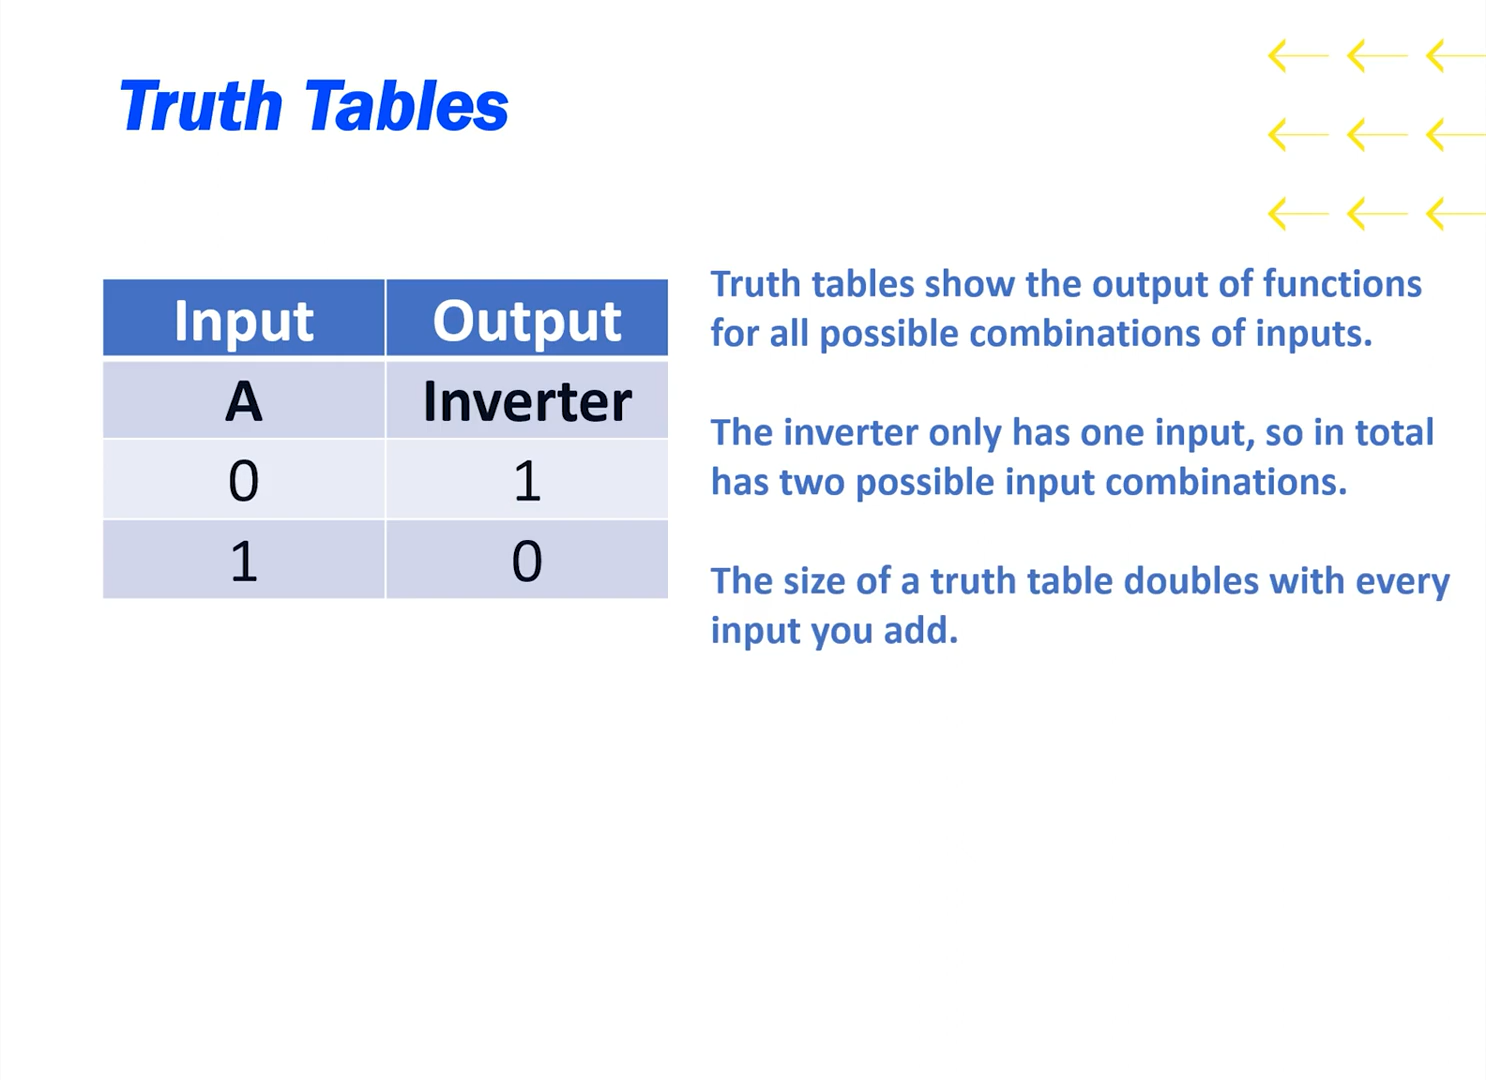 Truth Tables
Input Output
A Inverter
0 1
1 0
Truth tables show the output of functions
for all possible combinations of inputs.
The inverter only has one input, so in total
has two possible input combinations.
The size of a truth table doubles with every
input you add.